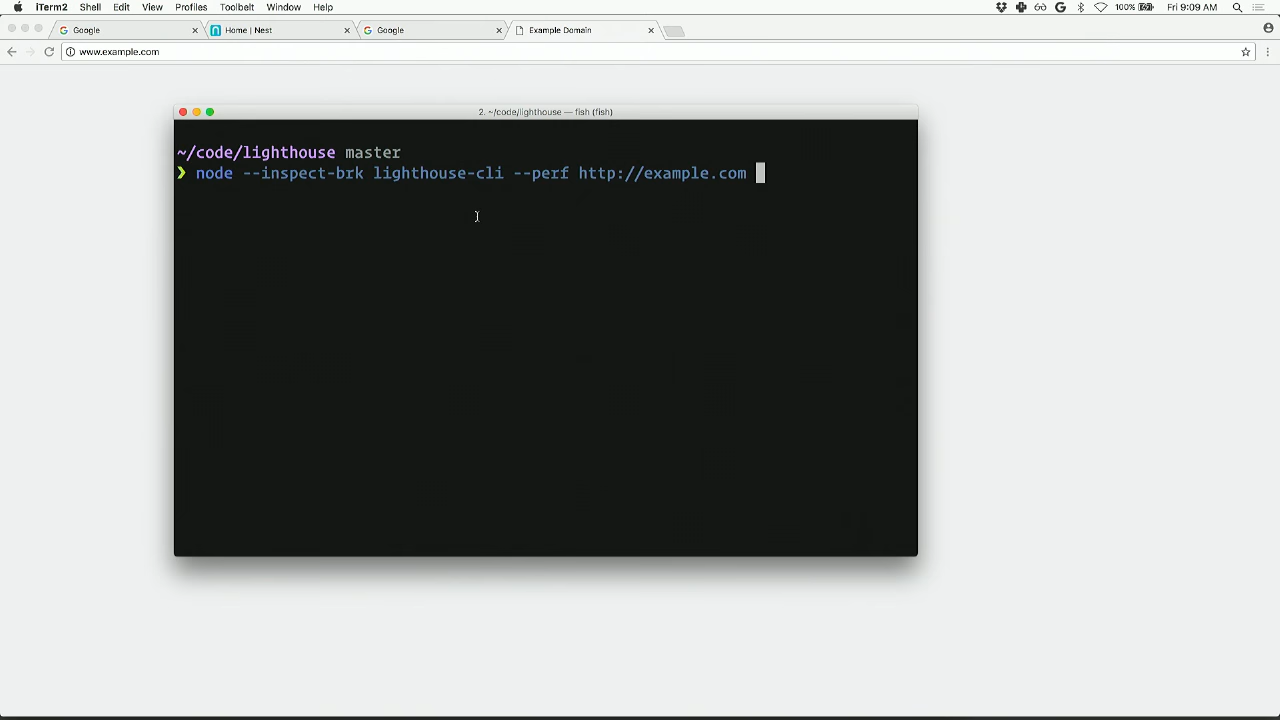 iTerm2 Shell Edit View Profiles Toolbelt Window Help 100% Fri 9:09 AM
Google Home | Nest Google Example Domain
www.example.com
2. ~/code/lighthouse — fish (fish)
~/code/lighthouse master
❯ node --inspect-brk lighthouse-cli --perf http://example.com